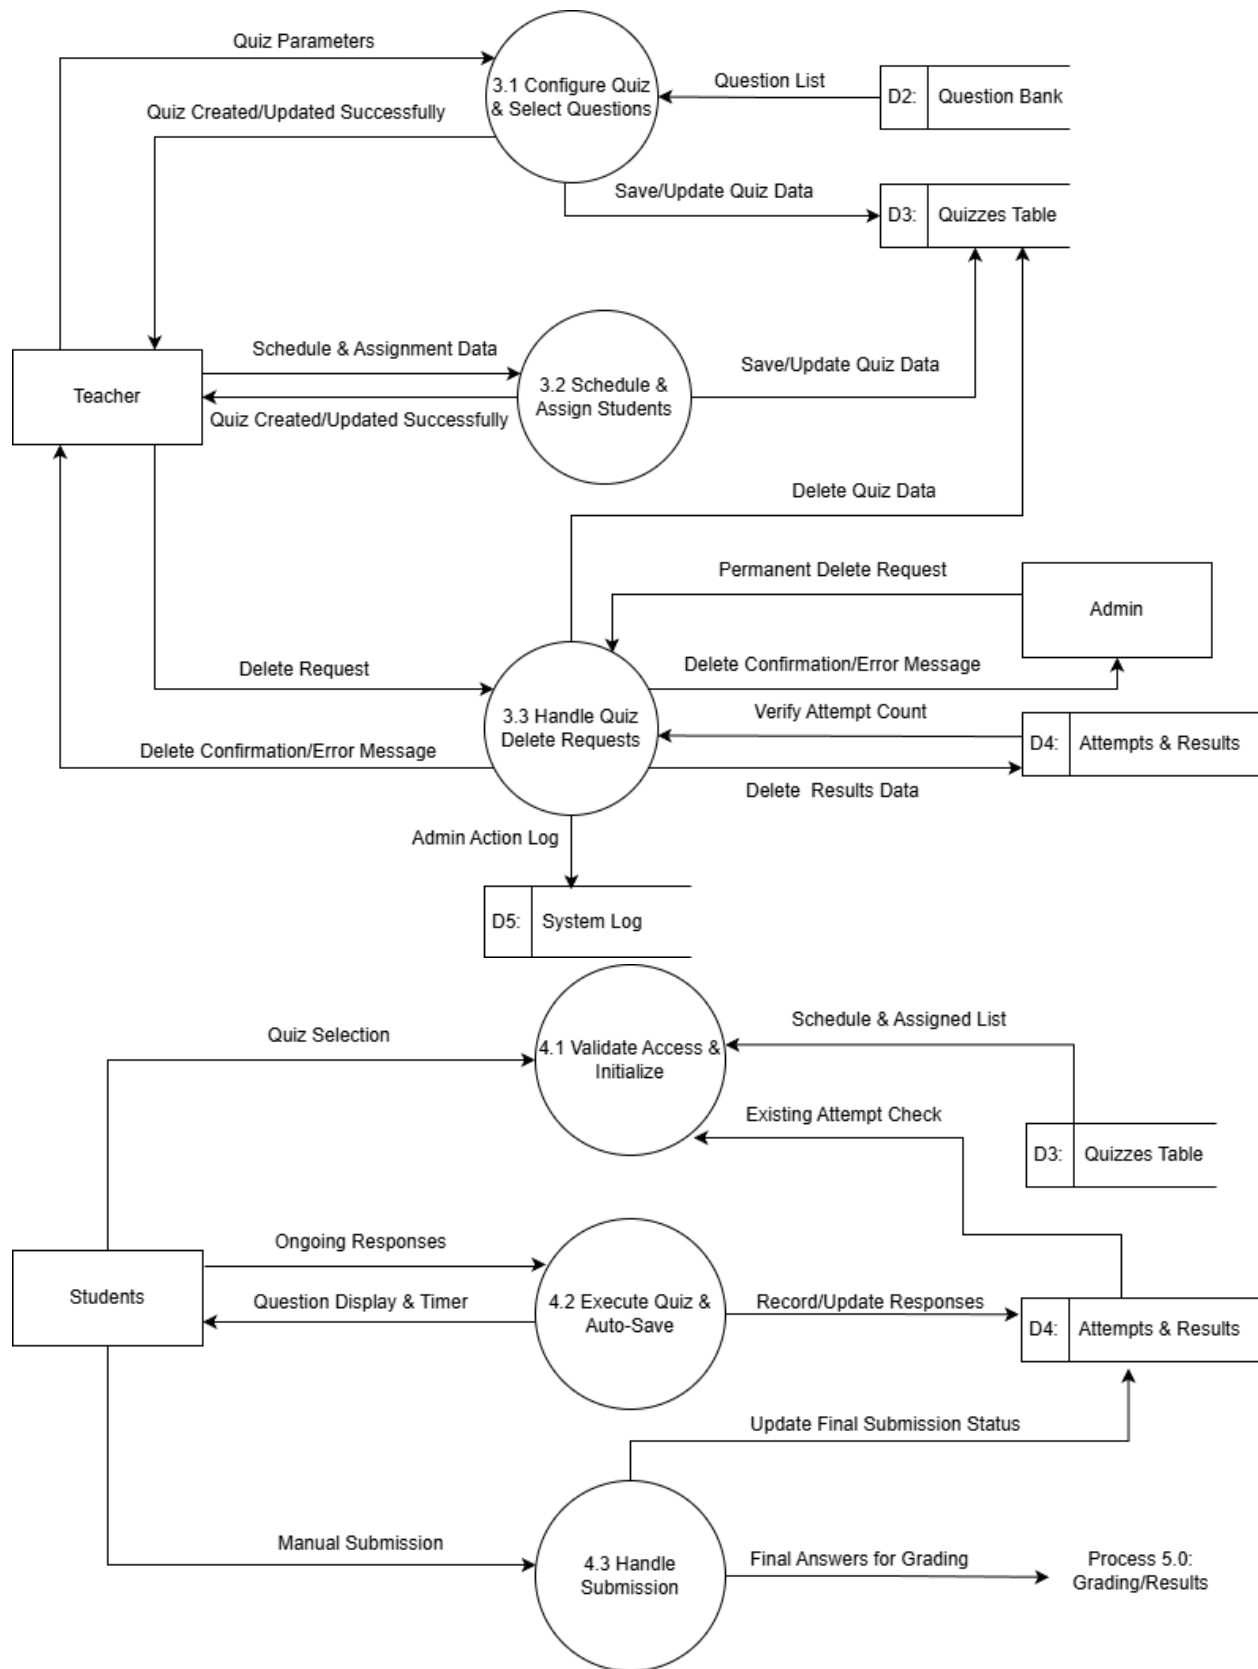 Quiz Parameters
3.1 Configure Quiz
& Select Questions
Question List
D2:
Question Bank
Quiz Created/Updated Successfully
Save/Update Quiz Data
D3:
Quizzes Table
Schedule & Assignment Data
Teacher
3.2 Schedule &
Assign Students
Save/Update Quiz Data
Quiz Created/Updated Successfully
Delete Quiz Data
Permanent Delete Request
Admin
Delete Request
Delete Confirmation/Error Message
3.3 Handle Quiz
Delete Requests
Verify Attempt Count
D4:
Attempts & Results
Delete Confirmation/Error Message
Delete  Results Data
Admin Action Log
D5:
System Log
Quiz Selection
4.1 Validate Access &
Initialize
Schedule & Assigned List
Existing Attempt Check
D3:
Quizzes Table
Ongoing Responses
Students
Question Display & Timer
4.2 Execute Quiz &
Auto-Save
Record/Update Responses
D4:
Attempts & Results
Update Final Submission Status
Manual Submission
4.3 Handle
Submission
Final Answers for Grading
Process 5.0:
Grading/Results